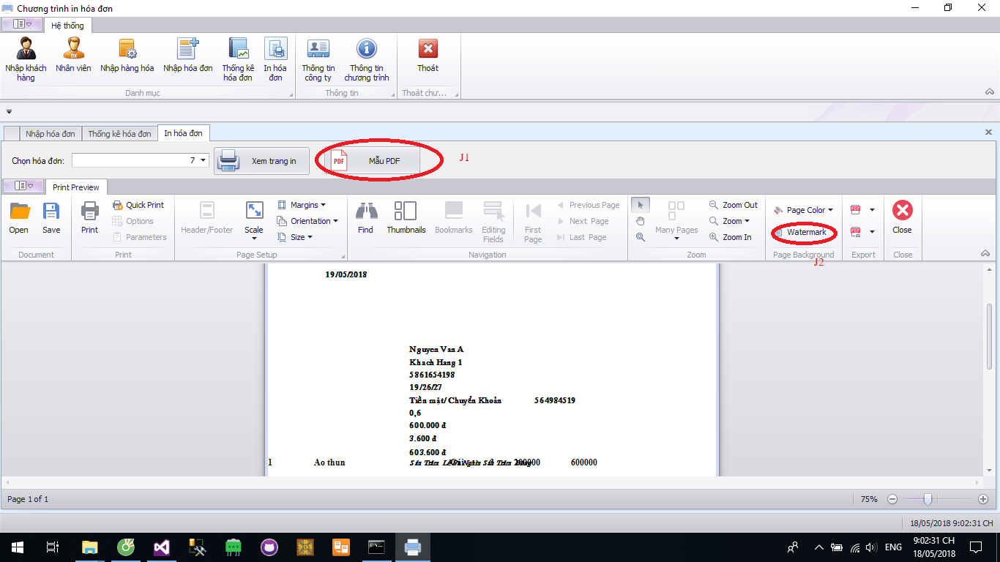 Chương trình in hóa đơn
Hệ thống
Nhập khách hàng
Nhân viên
Nhập hàng hóa
Nhập hóa đơn
Thống kê hóa đơn
In hóa đơn
Thông tin công ty
Thông tin chương trình
Thoát
Danh mục
Thông tin
Thoát chư...
Nhập hóa đơn
Thống kê hóa đơn
In hóa đơn
Chọn hóa đơn:
7
Xem trang in
PDF
Mẫu PDF
J1
Print Preview
Open
Save
Print
Quick Print
Options
Parameters
Header/Footer
Scale
Margins
Orientation
Size
Find
Thumbnails
Bookmarks
Editing Fields
First Page
Previous Page
Next Page
Last Page
Many Pages
Zoom Out
Zoom
Zoom In
Page Color
Watermark
PDF
PDF
Close
Document
Print
Page Setup
Navigation
Zoom
Page Background
Export
Close
J2
19/05/2018
Nguyen Van A
Khach Hang 1
5861654198
19/26/27
Tiền mặt/ Chuyển Khoản 564984519
0,6
600.000 đ
3.600 đ
603.600 đ
1 Ao thun 200000 600000
Page 1 of 1
75%
18/05/2018 9:02:31 CH
ENG
9:02:31 CH
18/05/2018